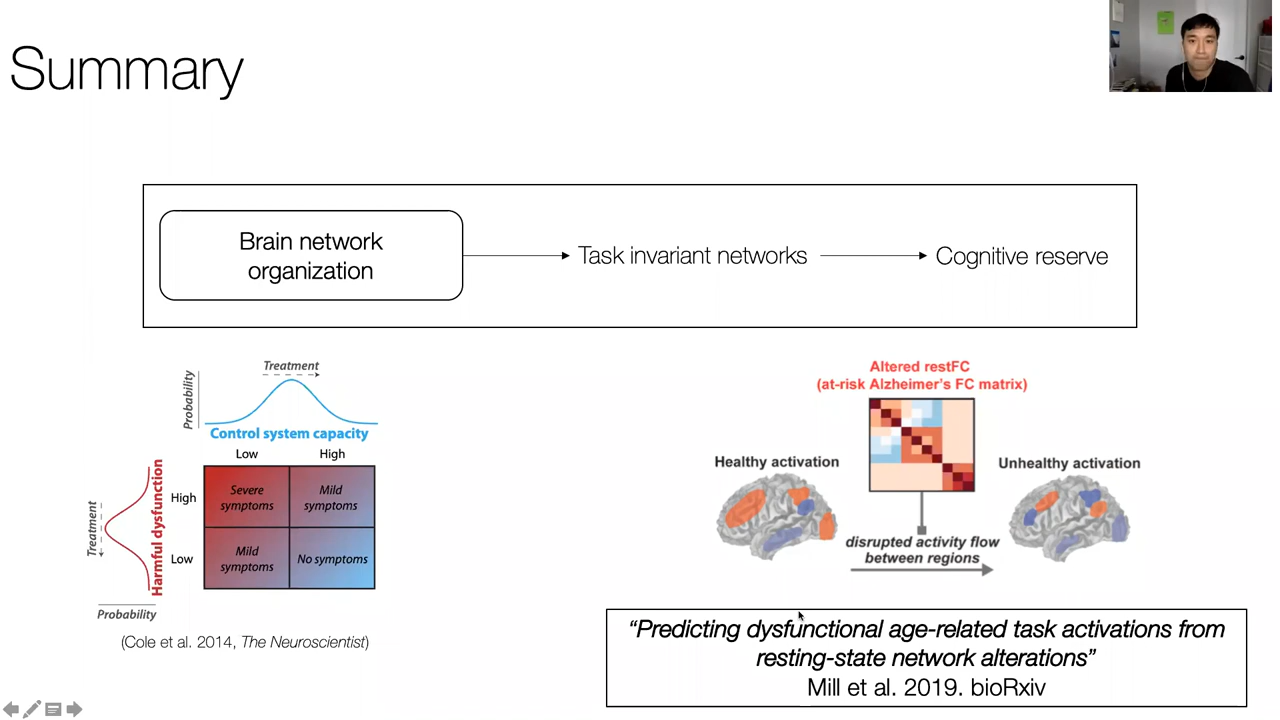 Summary
Brain network
organization
Task invariant networks
Cognitive reserve
Treatment
Probability
Control system capacity
Low
High
Treatment
Harmful dysfunction
High
Low
Severe
symptoms
Mild
symptoms
Mild
symptoms
No symptoms
Probability
(Cole et al. 2014, The Neuroscientist)
Altered restFC
(at-risk Alzheimer's FC matrix)
Healthy activation
Unhealthy activation
disrupted activity flow
between regions
“Predicting dysfunctional age-related task activations from
resting-state network alterations”
Mill et al. 2019. bioRxiv